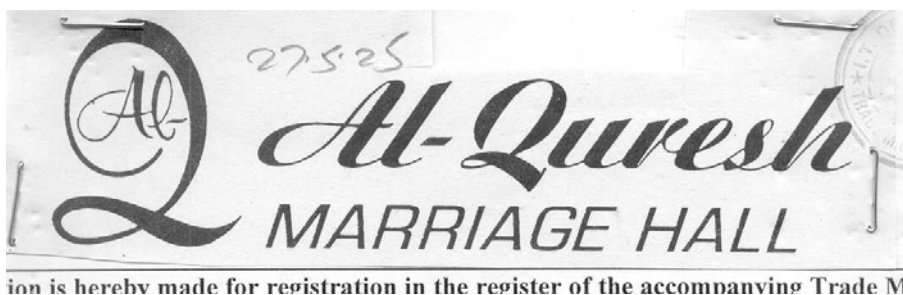 27.5.25
Al-
Al-Quresh
MARRIAGE HALL
ion is hereby made for registration in the register of the accompanying Trade M